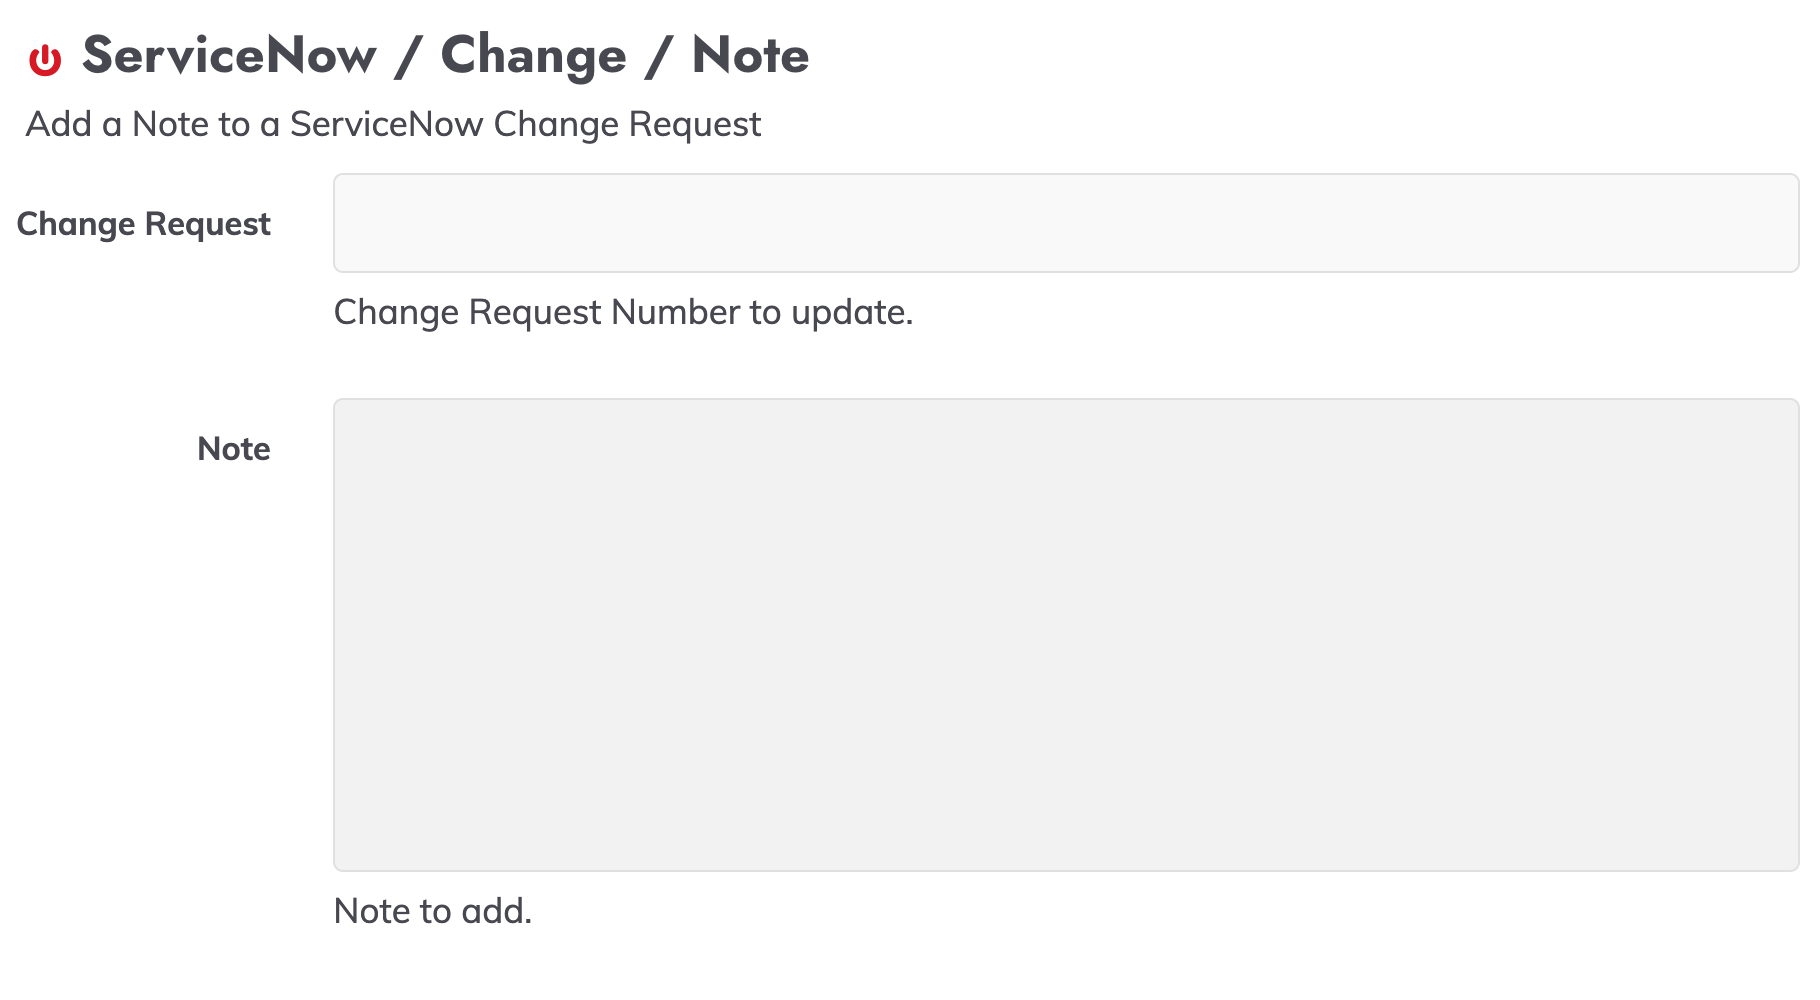 ServiceNow / Change / Note
Add a Note to a ServiceNow Change Request
Change Request
Change Request Number to update.
Note
Note to add.